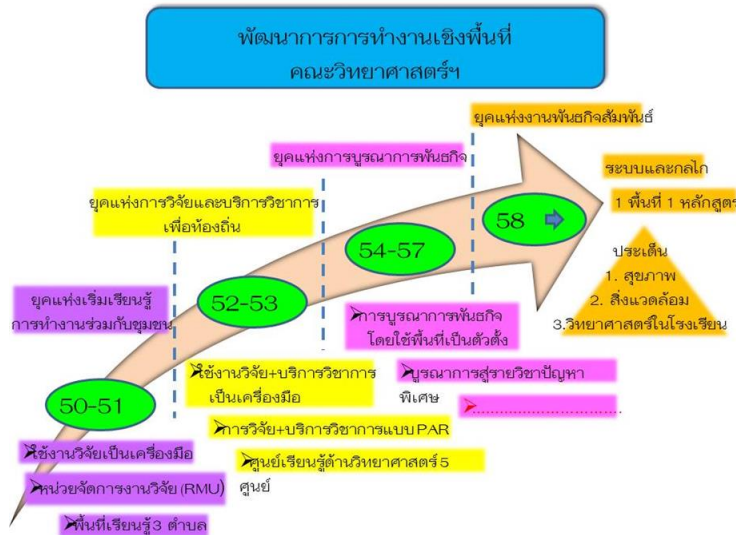 พัฒนาการการทำงานเชิงพื้นที่
คณะวิทยาศาสตร์ฯ
ยุคแห่งงานพันธกิจสัมพันธ์
ยุคแห่งการบูรณาการพันธกิจ
ยุคแห่งการวิจัยและบริการวิชาการ
เพื่อท้องถิ่น
ยุคแห่งเริ่มเรียนรู้
การทำงานร่วมกับชุมชน
ระบบและกลไก
1 พื้นที่ 1 หลักสูตร
58
54-57
52-53
50-51
ประเด็น
1. สุขภาพ
2. สิ่งแวดล้อม
3.วิทยาศาสตร์ในโรงเรียน
➤การบูรณาการพันธกิจ
โดยใช้พื้นที่เป็นตัวตั้ง
➤บูรณาการสู่รายวิชาปัญหา
พิเศษ
➤................................
➤ใช้งานวิจัย+บริการวิชาการ
เป็นเครื่องมือ
➤การวิจัย+บริการวิชาการแบบ PAR
➤ศูนย์เรียนรู้ด้านวิทยาศาสตร์ 5
ศูนย์
➤ใช้งานวิจัยเป็นเครื่องมือ
➤หน่วยจัดการงานวิจัย (RMU)
➤พื้นที่เรียนรู้ 3 ตำบล